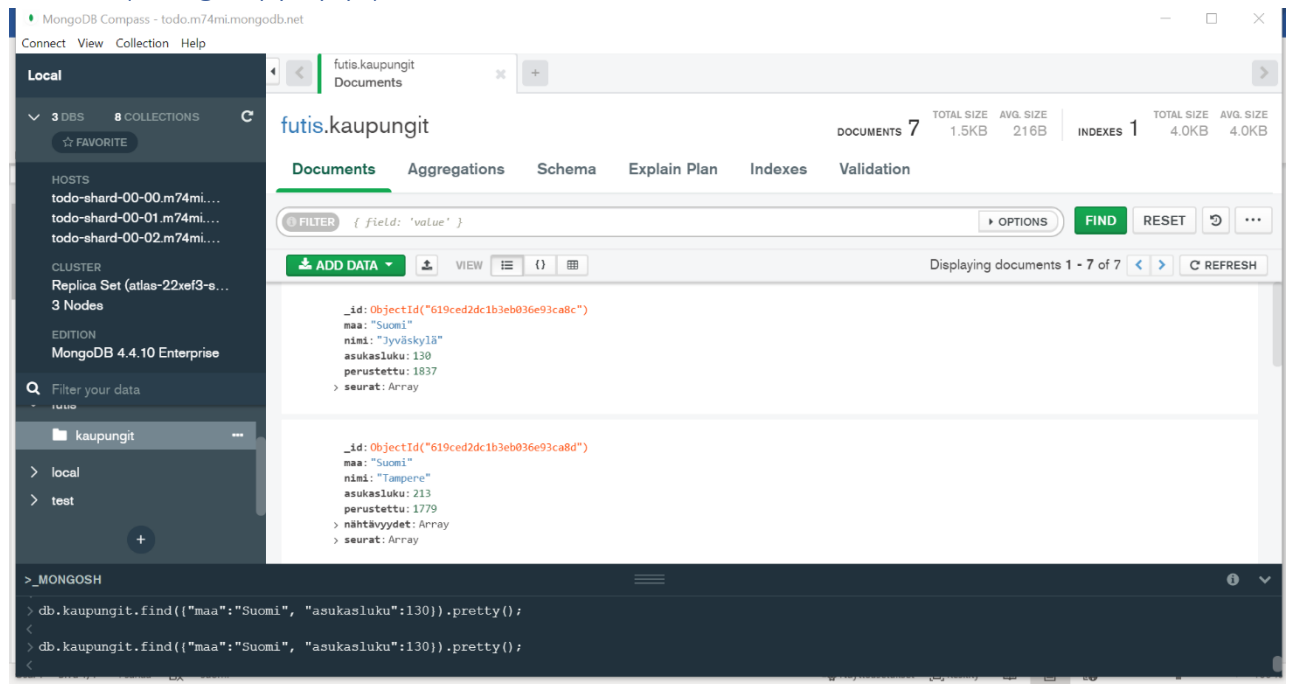 MongoDB Compass - todo.m74mi.mongodb.net
Connect View Collection Help
Local
futis.kaupungit
Documents
3 DBS 8 COLLECTIONS
FAVORITE
futis.kaupungit
DOCUMENTS 7 TOTAL SIZE 1.5KB AVG. SIZE 216B INDEXES 1 TOTAL SIZE 4.0KB AVG. SIZE 4.0KB
Documents Aggregations Schema Explain Plan Indexes Validation
HOSTS
todo-shard-00-00.m74mi....
todo-shard-00-01.m74mi....
todo-shard-00-02.m74mi....
FILTER { field: 'value' } OPTIONS FIND RESET ...
CLUSTER
Replica Set (atlas-22xef3-s...
3 Nodes
ADD DATA VIEW {} Displaying documents 1 - 7 of 7 < > REFRESH
EDITION
MongoDB 4.4.10 Enterprise
Filter your data
futis
kaupungit ...
> local
> test
+
_id: ObjectId("619ced2dc1b3eb036e93ca8c")
maa: "Suomi"
nimi: "Jyväskylä"
asukasluku: 130
perustettu: 1837
> seurat: Array
_id: ObjectId("619ced2dc1b3eb036e93ca8d")
maa: "Suomi"
nimi: "Tampere"
asukasluku: 213
perustettu: 1779
> nähtävyydet: Array
> seurat: Array
>_MONGOSH
> db.kaupungit.find({"maa":"Suomi", "asukasluku":130}).pretty();
<
> db.kaupungit.find({"maa":"Suomi", "asukasluku":130}).pretty();
<